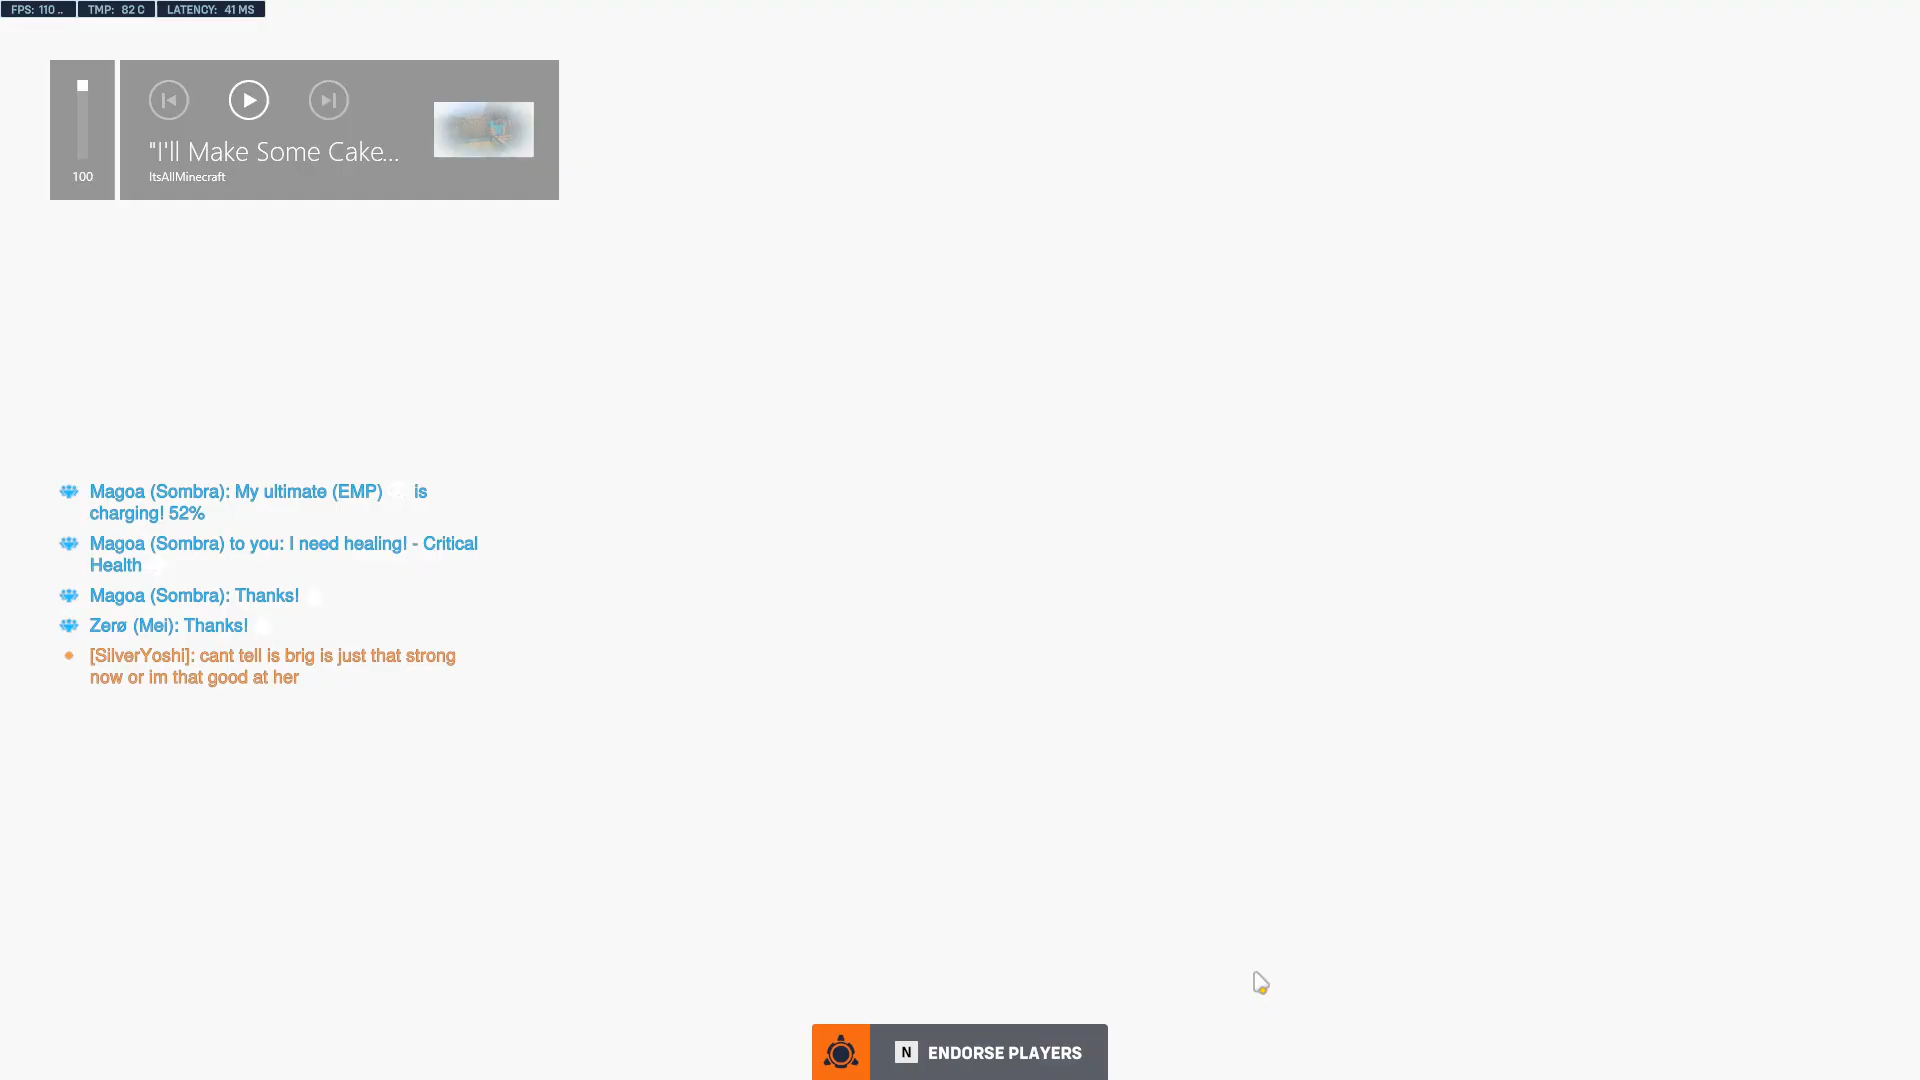 FPS: 110 ..
TMP: 82 C
LATENCY: 41 MS
"I'll Make Some Cake...
ItsAllMinecraft
100
Magoa (Sombra): My ultimate (EMP) is
charging! 52%
Magoa (Sombra) to you: I need healing! - Critical
Health
Magoa (Sombra): Thanks!
Zerø (Mei): Thanks!
[SilverYoshi]: cant tell is brig is just that strong
now or im that good at her
N ENDORSE PLAYERS